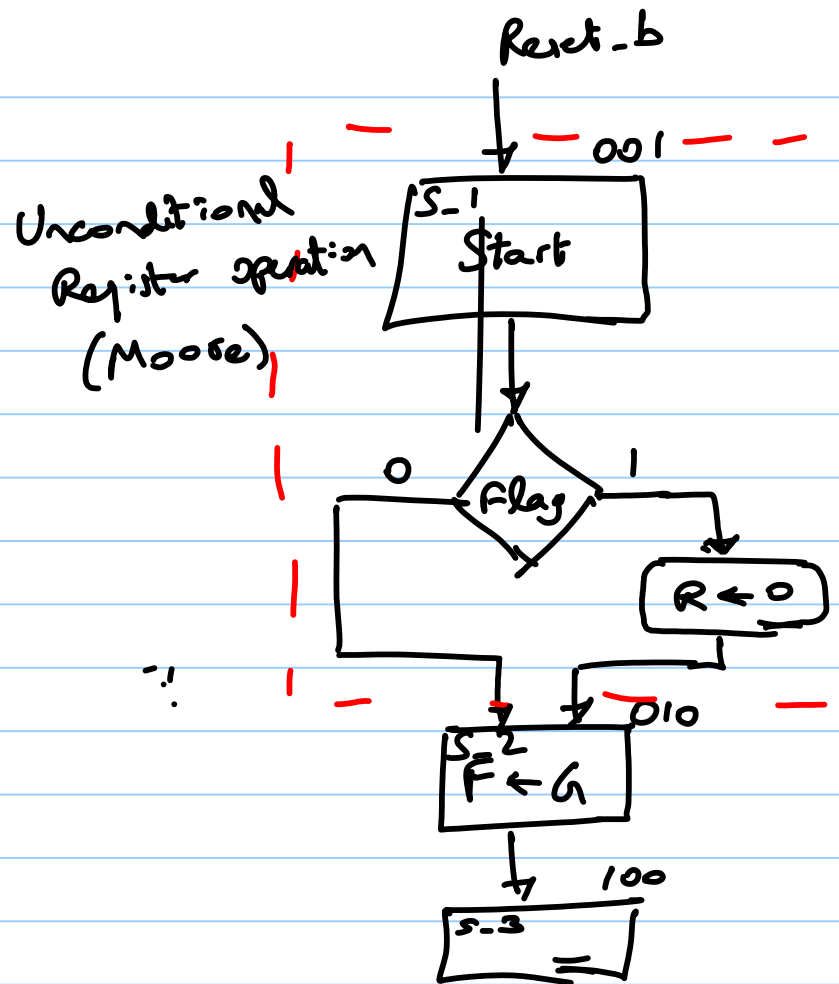 Reset_b
001
S_1
Start
Unconditional
Register operation
(Moore)
0
1
Flag
R ← 0
010
S_2
F ← G
100
S_3